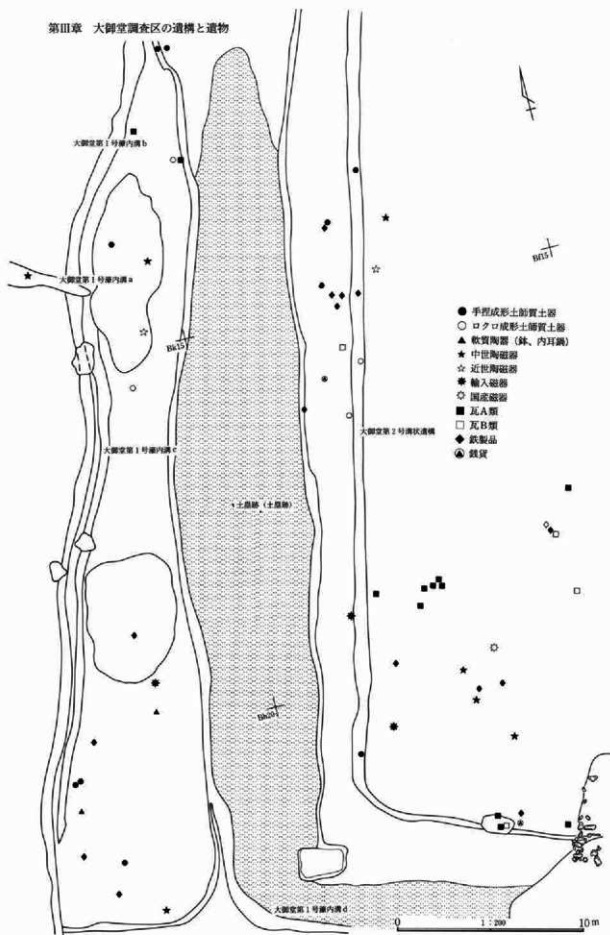 第III章 大御堂調査区の遺構と遺物
大御堂第1号廊内溝b
大御堂第1号廊内溝a
Bk15
Bf15
手捏成形土師質土器
ロクロ成形土師質土器
軟質陶器(鉢、内耳鍋)
中世陶磁器
近世陶磁器
輸入磁器
国産磁器
瓦A類
瓦B類
鉄製品
銭貨
大御堂第2号溝状遺構
大御堂第1号廊内溝c
土塁跡(土塁跡)
Bh20
大御堂第1号廊内溝d
0 1:200 10m